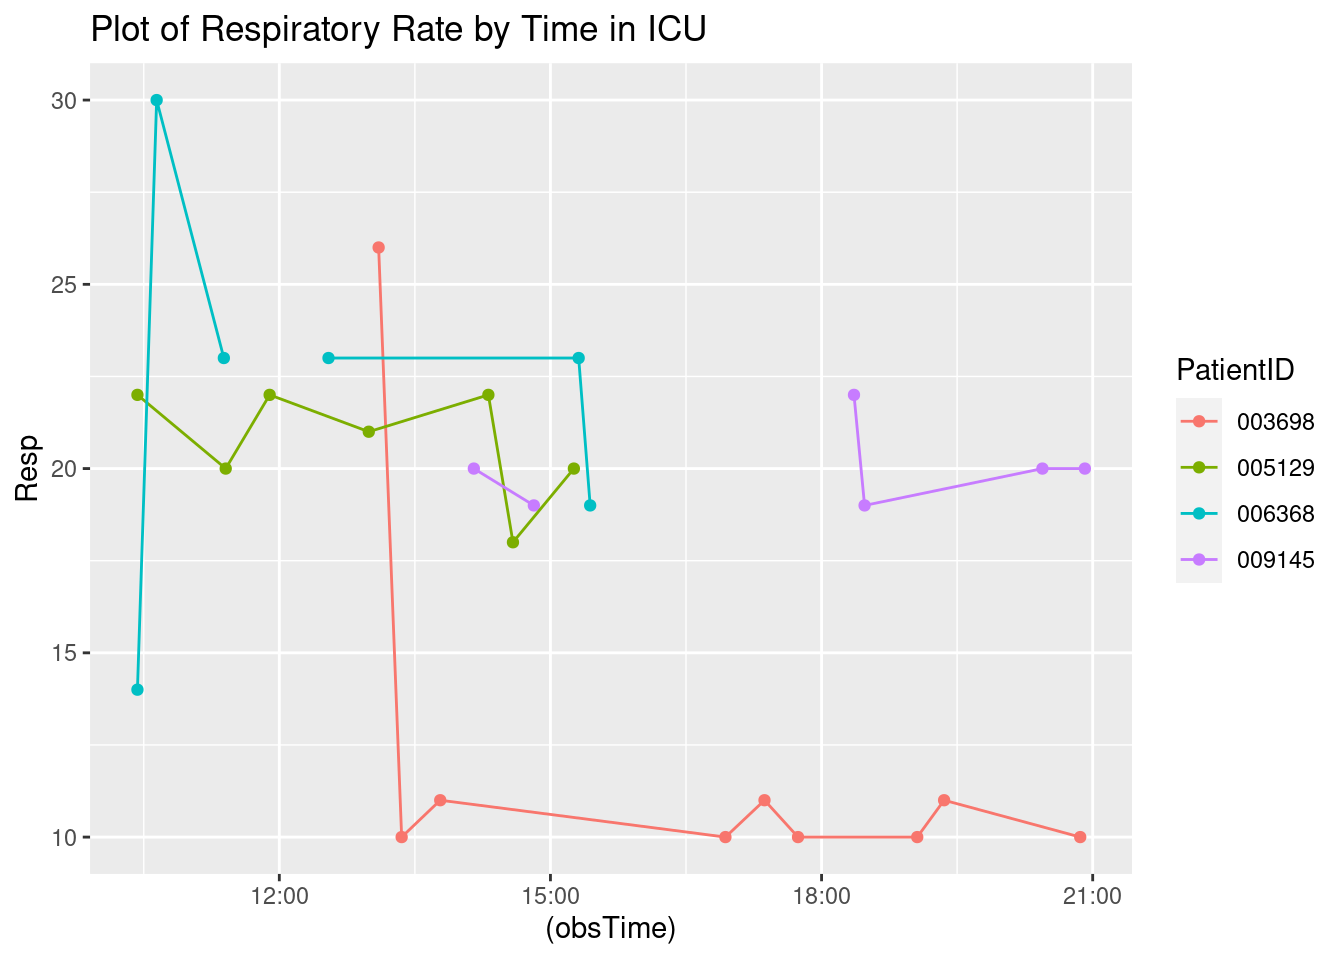 Plot of Respiratory Rate by Time in ICU
30
25
20
15
10
Resp
12:00 15:00 18:00 21:00
(obsTime)
PatientID
003698
005129
006368
009145